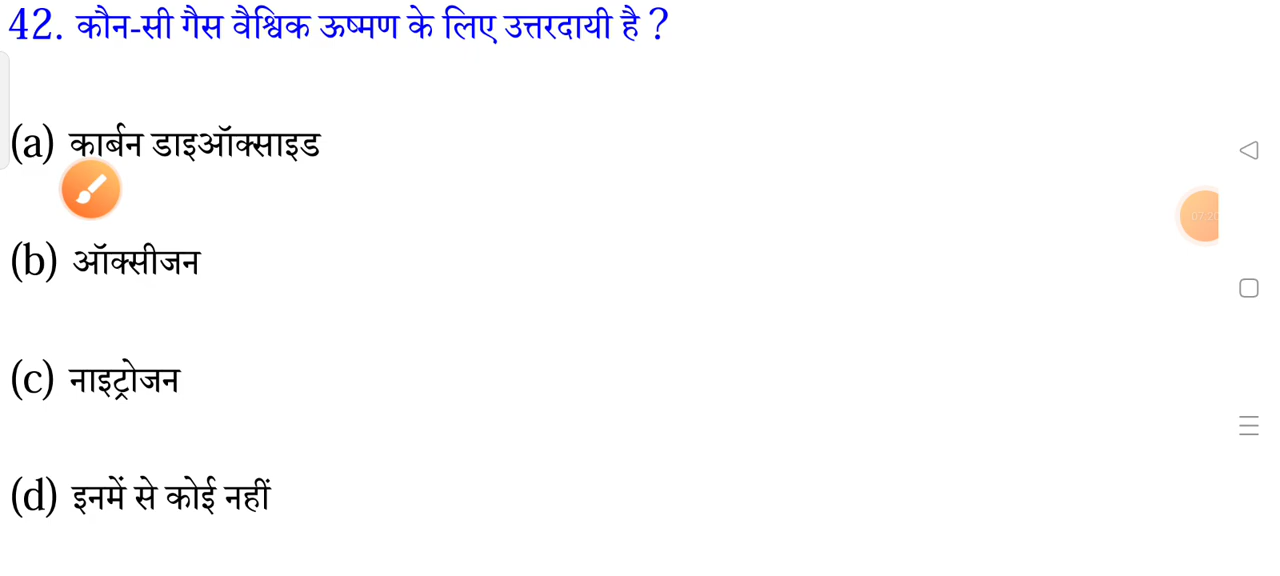 42. कौन-सी गैस वैश्विक ऊष्मण के लिए उत्तरदायी है ?
(a) कार्बन डाइऑक्साइड
(b) ऑक्सीजन
(c) नाइट्रोजन
(d) इनमें से कोई नहीं